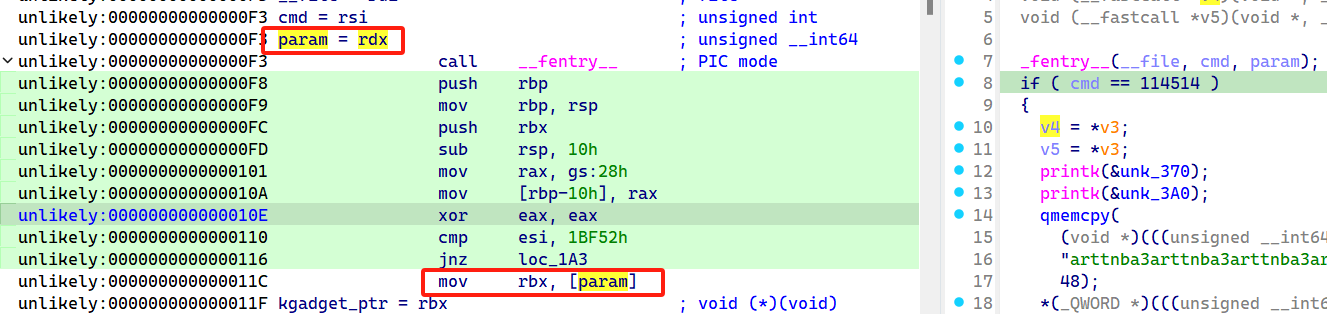 unlikely:00000000000000F3 cmd = rsi ; unsigned int
unlikely:00000000000000F3 param = rdx ; unsigned __int64
unlikely:00000000000000F3 call __fentry__ ; PIC mode
unlikely:00000000000000F8 push rbp
unlikely:00000000000000F9 mov rbp, rsp
unlikely:00000000000000FC push rbx
unlikely:00000000000000FD sub rsp, 10h
unlikely:0000000000000101 mov rax, gs:28h
unlikely:000000000000010A mov [rbp-10h], rax
unlikely:000000000000010E xor eax, eax
unlikely:0000000000000110 cmp esi, 1BF52h
unlikely:0000000000000116 jnz loc_1A3
unlikely:000000000000011C mov rbx, [param]
unlikely:000000000000011F kgadget_ptr = rbx ; void (*)(void)
5 void (__fastcall *v5)(void *, _
6
7 _fentry__(__file, cmd, param);
8 if ( cmd == 114514 )
9 {
10 v4 = *v3;
11 v5 = *v3;
12 printk(&unk_370);
13 printk(&unk_3A0);
14 qmemcpy(
15 (void *)(((unsigned __int64
16 "arttnba3arttnba3arttnba3ar
17 48);
18 *(_QWORD *)(((unsigned __int